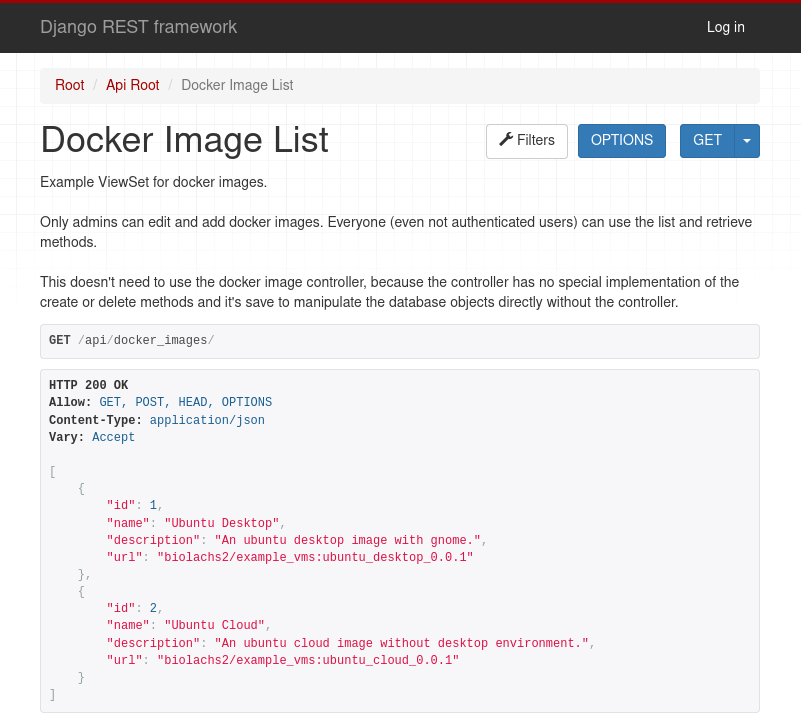 Django REST framework
Log in
Root / Api Root / Docker Image List
Docker Image List
Filters
OPTIONS
GET
Example ViewSet for docker images.
Only admins can edit and add docker images. Everyone (even not authenticated users) can use the list and retrieve
methods.
This doesn't need to use the docker image controller, because the controller has no special implementation of the
create or delete methods and it's save to manipulate the database objects directly without the controller.
GET /api/docker_images/
HTTP 200 OK
Allow: GET, POST, HEAD, OPTIONS
Content-Type: application/json
Vary: Accept
[
    {
        "id": 1,
        "name": "Ubuntu Desktop",
        "description": "An ubuntu desktop image with gnome.",
        "url": "biolachs2/example_vms:ubuntu_desktop_0.0.1"
    },
    {
        "id": 2,
        "name": "Ubuntu Cloud",
        "description": "An ubuntu cloud image without desktop environment.",
        "url": "biolachs2/example_vms:ubuntu_cloud_0.0.1"
    }
]